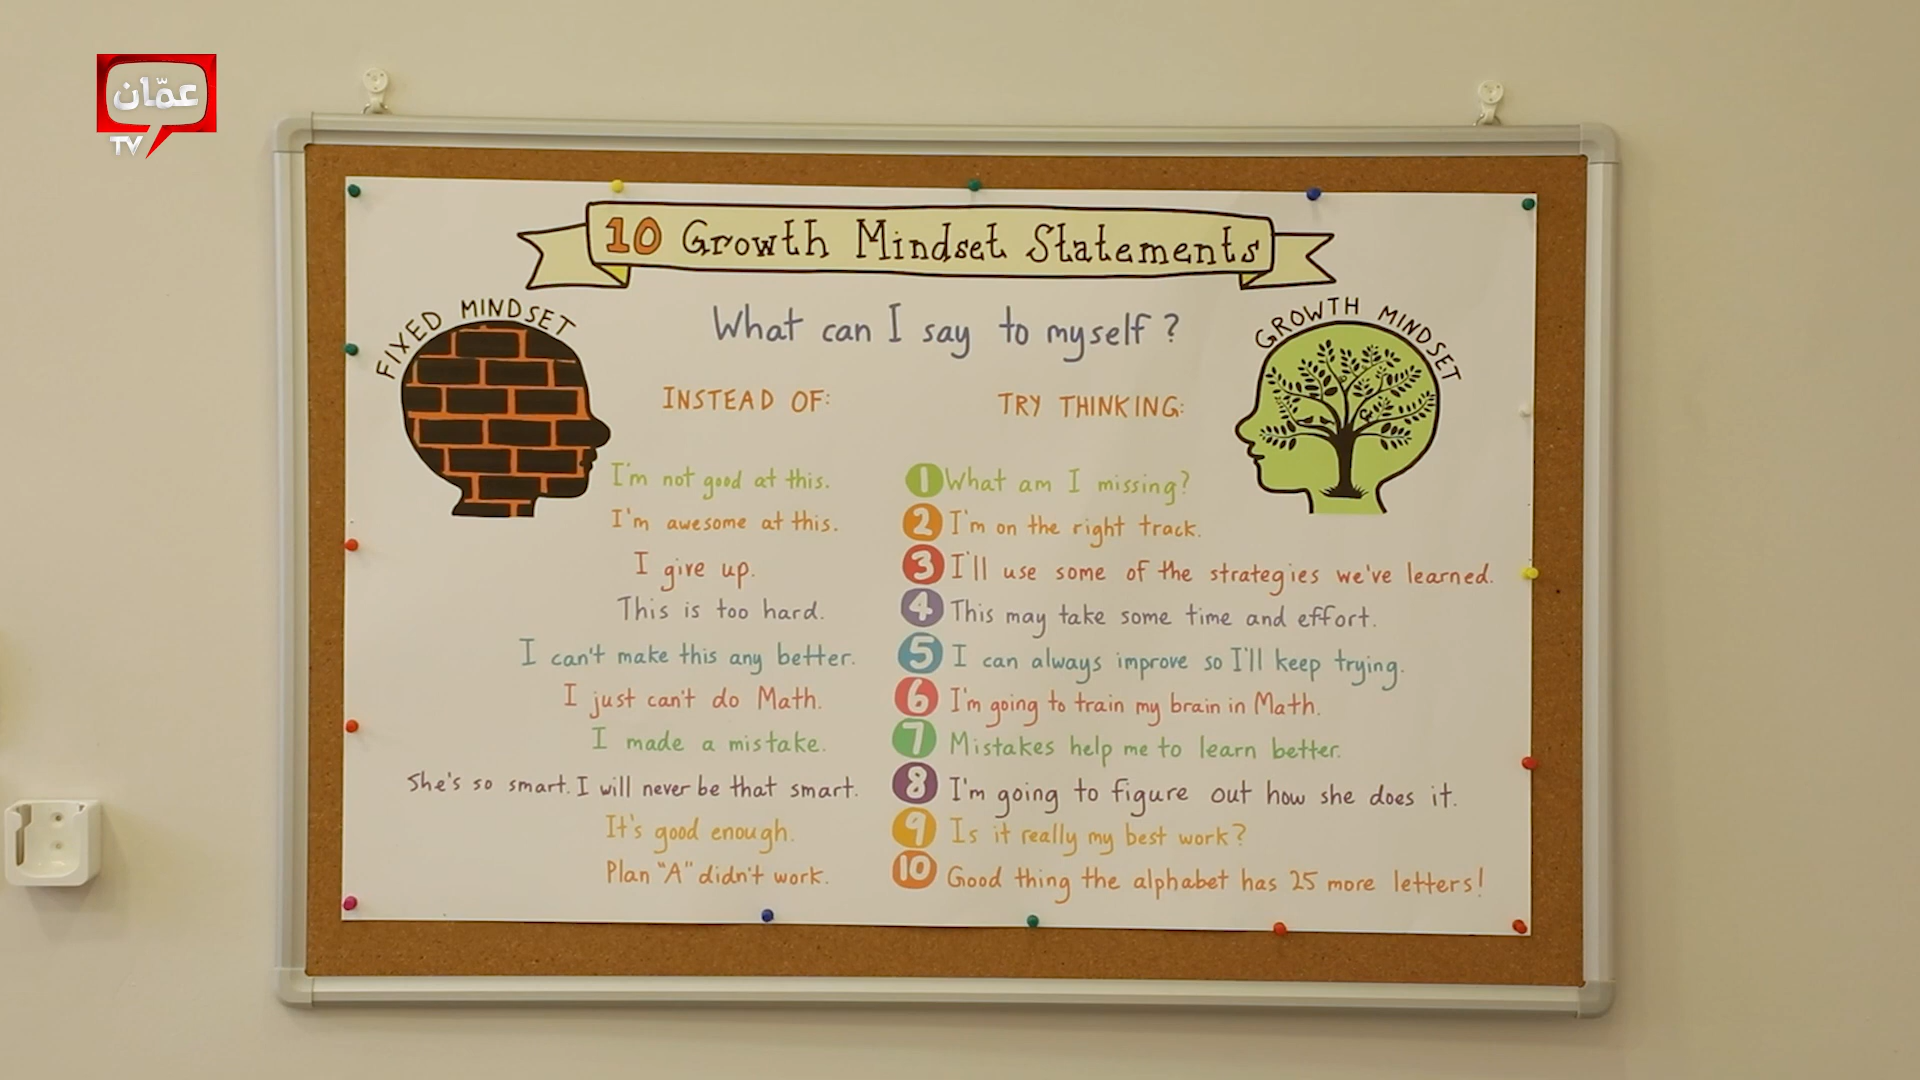 عمّان
TV
10 Growth Mindset Statements
FIXED MINDSET
GROWTH MINDSET
What can I say to myself?
INSTEAD OF: TRY THINKING:
I'm not good at this. 1 What am I missing?
I'm awesome at this. 2 I'm on the right track.
I give up. 3 I'll use some of the strategies we've learned.
This is too hard. 4 This may take some time and effort.
I can't make this any better. 5 I can always improve so I'll keep trying.
I just can't do Math. 6 I'm going to train my brain in Math.
I made a mistake. 7 Mistakes help me to learn better.
She's so smart. I will never be that smart. 8 I'm going to figure out how she does it.
It's good enough. 9 Is it really my best work?
Plan "A" didn't work. 10 Good thing the alphabet has 25 more letters!